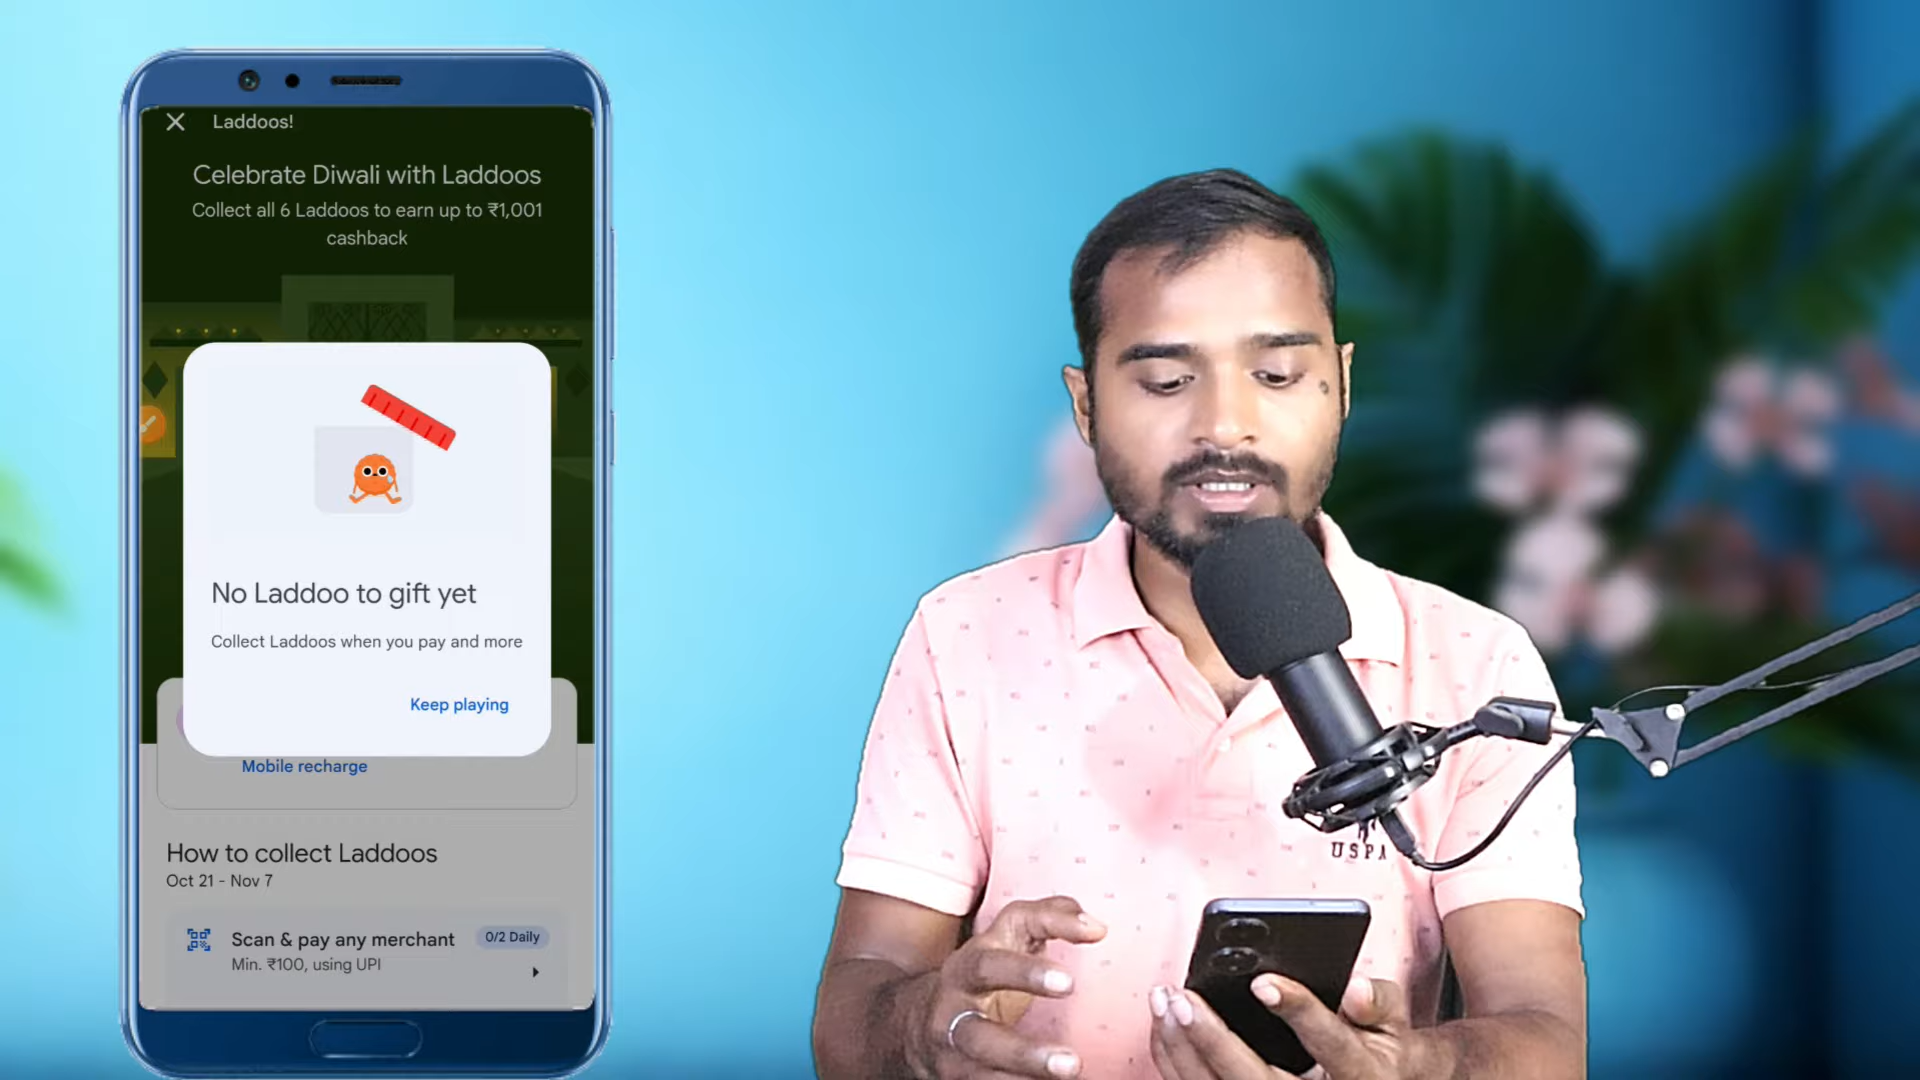 Laddoos!
Celebrate Diwali with Laddoos
Collect all 6 Laddoos to earn up to ₹1,001
cashback
No Laddoo to gift yet
Collect Laddoos when you pay and more
Keep playing
Mobile recharge
How to collect Laddoos
Oct 21 - Nov 7
Scan & pay any merchant
0/2 Daily
Min. ₹100, using UPI
USPA